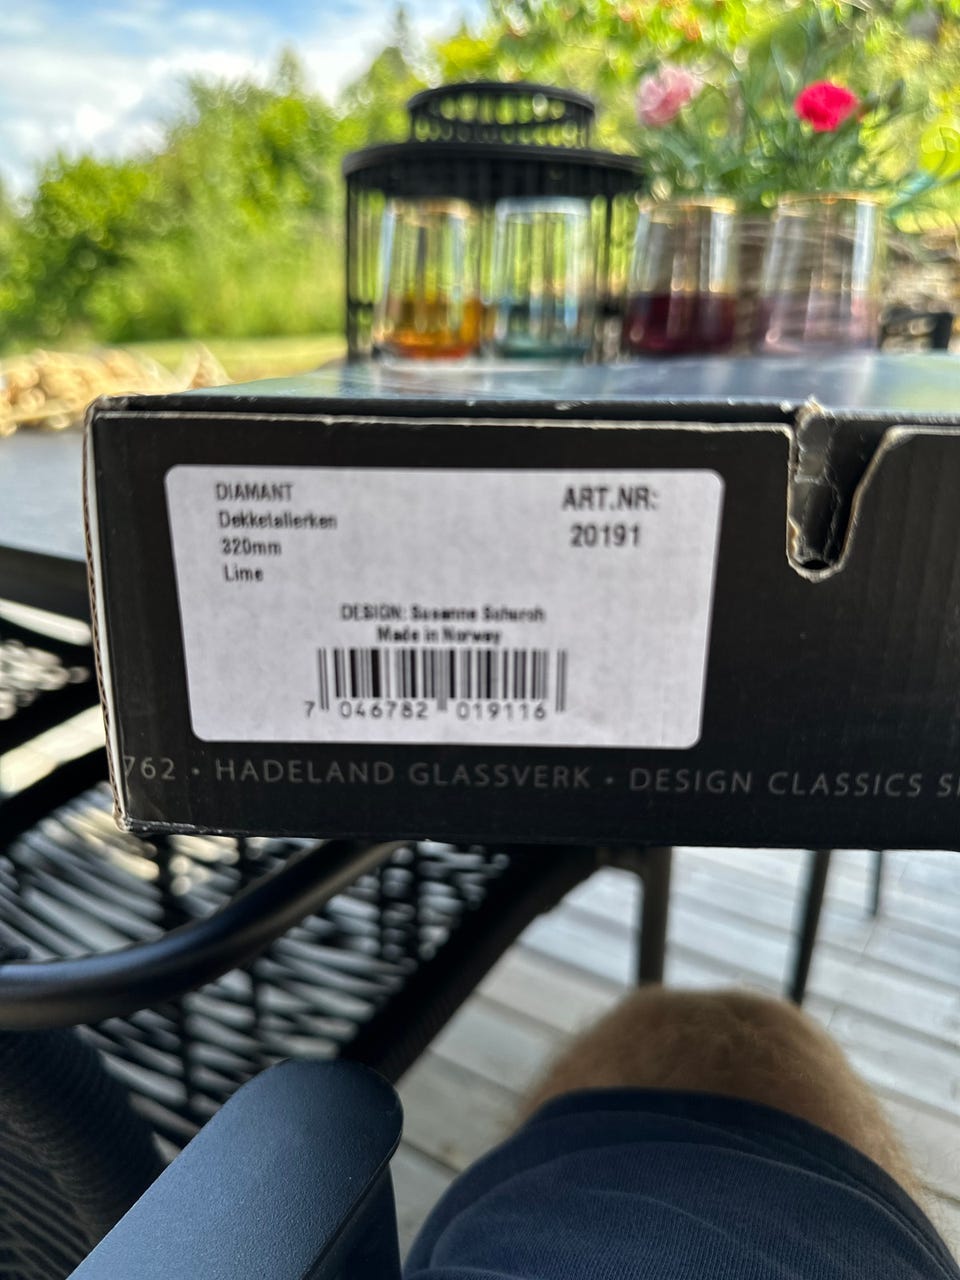 DIAMANT
Dekketallerken
320mm
Lime
ART.NR:
20191
DESIGN: Susanne Schurch
Made in Norway
7 046782 019116
762 · HADELAND GLASSVERK · DESIGN CLASSICS